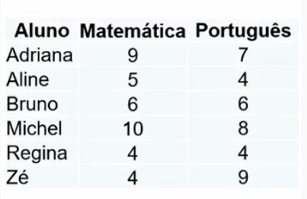 Aluno Matemática Português
Adriana 9 7
Aline 5 4
Bruno 6 6
Michel 10 8
Regina 4 4
Zé 4 9